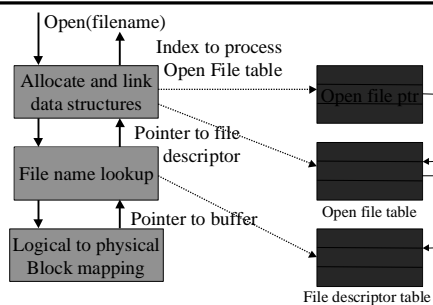 Open(filename)
Index to process
Open File table
Allocate and link
data structures
Open file ptr
Pointer to file
descriptor
File name lookup
Open file table
Pointer to buffer
Logical to physical
Block mapping
File descriptor table